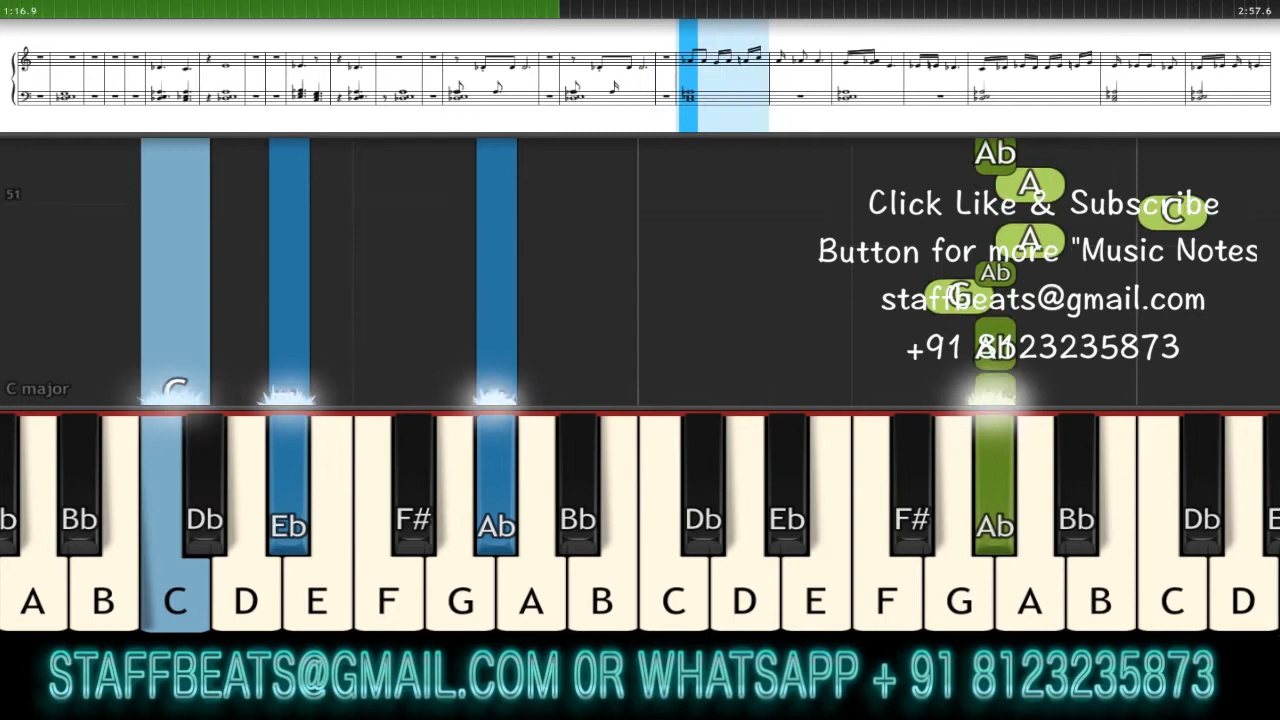 1:16.9 2:57.6
51
Ab
A
Click Like & Subscribe
C
Button for more "Music Notes
A
Ab
G
staffbeats@gmail.com
+91 8123235873
Ab
C
C major
b Bb Db Eb F# Ab Bb Db Eb F# Ab Bb Db E
A B C D E F G A B C D E F G A B C D
STAFFBEATS@GMAIL.COM OR WHATSAPP + 91 8123235873